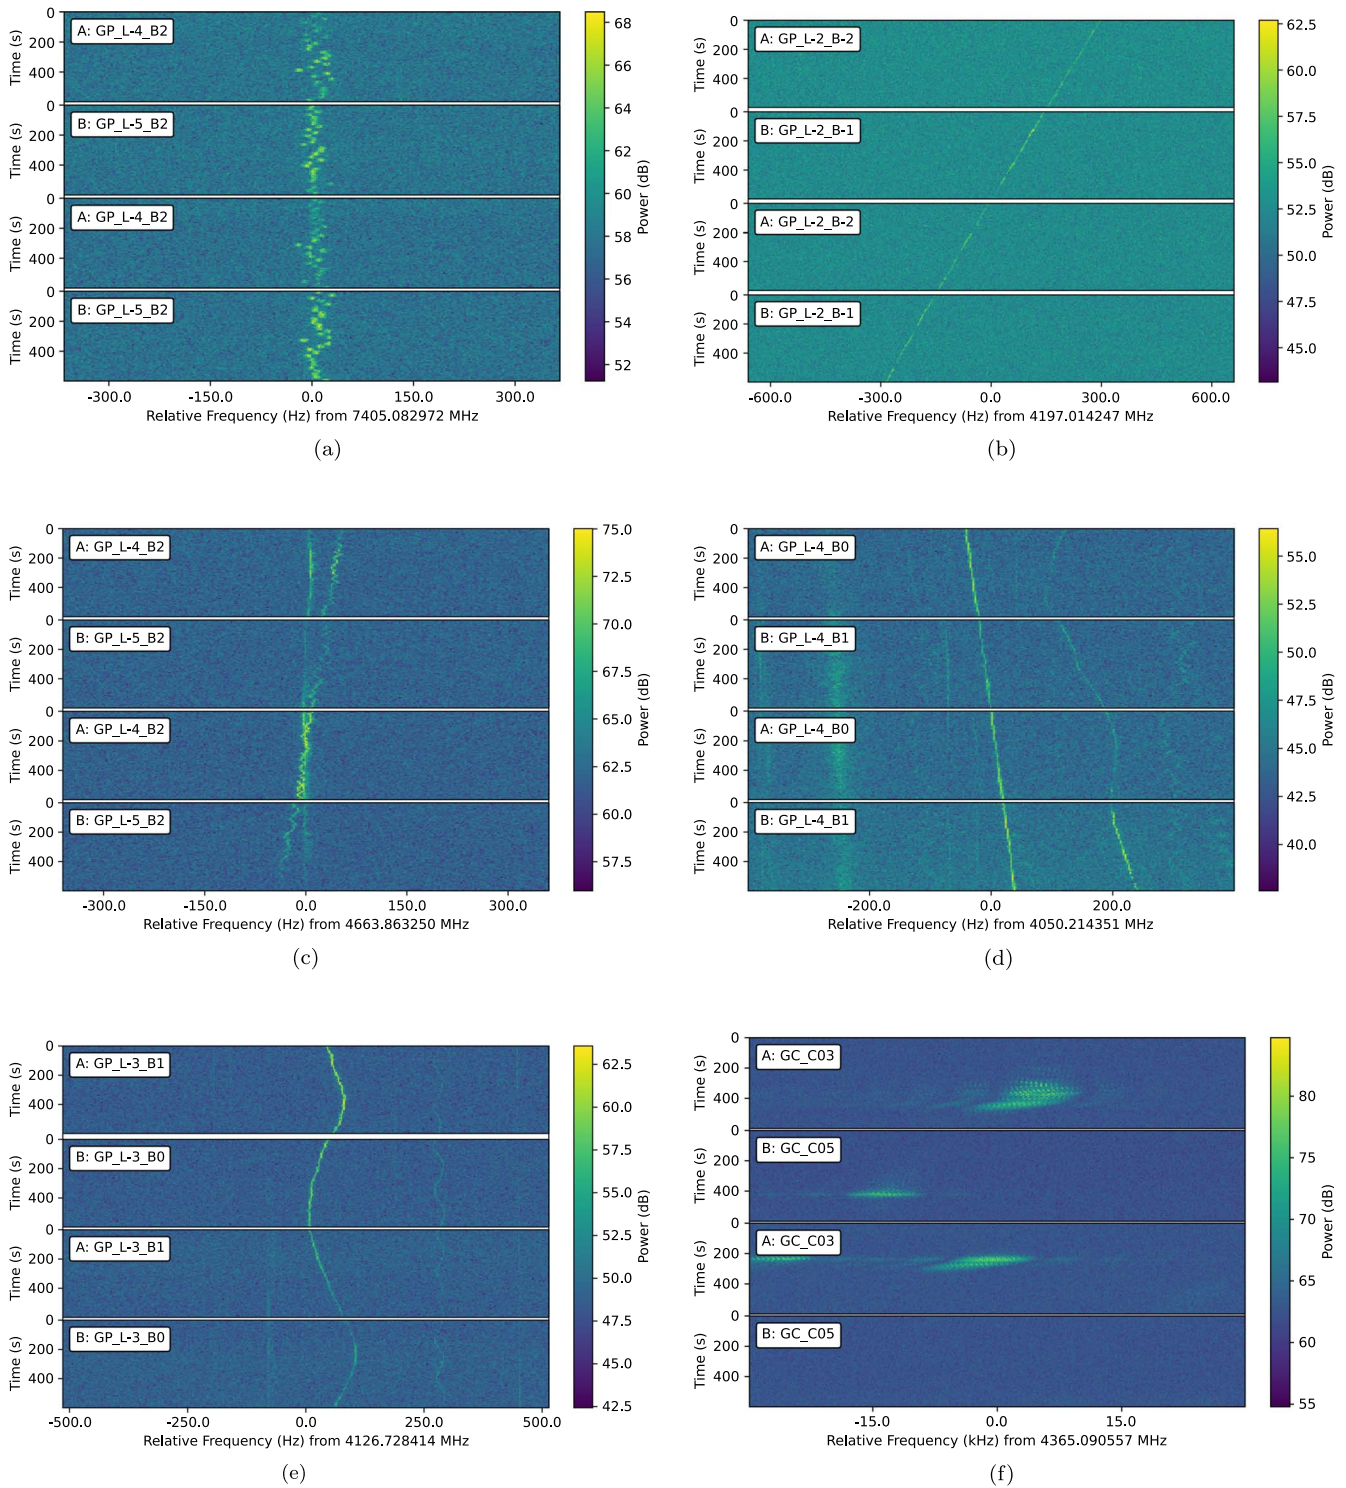 0
A: GP_L-4_B2
200
400
0
B: GP_L-5_B2
200
400
0
A: GP_L-4_B2
200
400
0
B: GP_L-5_B2
200
400
Time (s)
Time (s)
Time (s)
Time (s)
-300.0 -150.0 0.0 150.0 300.0
Relative Frequency (Hz) from 7405.082972 MHz
68
66
64
62
60
58
56
54
52
Power (dB)
(a)
0
A: GP_L-2_B-2
200
400
0
B: GP_L-2_B-1
200
400
0
A: GP_L-2_B-2
200
400
0
B: GP_L-2_B-1
200
400
Time (s)
Time (s)
Time (s)
Time (s)
-600.0 -300.0 0.0 300.0 600.0
Relative Frequency (Hz) from 4197.014247 MHz
62.5
60.0
57.5
55.0
52.5
50.0
47.5
45.0
Power (dB)
(b)
0
A: GP_L-4_B2
200
400
0
B: GP_L-5_B2
200
400
0
A: GP_L-4_B2
200
400
0
B: GP_L-5_B2
200
400
Time (s)
Time (s)
Time (s)
Time (s)
-300.0 -150.0 0.0 150.0 300.0
Relative Frequency (Hz) from 4663.863250 MHz
75.0
72.5
70.0
67.5
65.0
62.5
60.0
57.5
Power (dB)
(c)
0
A: GP_L-4_B0
200
400
0
B: GP_L-4_B1
200
400
0
A: GP_L-4_B0
200
400
0
B: GP_L-4_B1
200
400
Time (s)
Time (s)
Time (s)
Time (s)
-200.0 0.0 200.0
Relative Frequency (Hz) from 4050.214351 MHz
55.0
52.5
50.0
47.5
45.0
42.5
40.0
Power (dB)
(d)
0
A: GP_L-3_B1
200
400
0
B: GP_L-3_B0
200
400
0
A: GP_L-3_B1
200
400
0
B: GP_L-3_B0
200
400
Time (s)
Time (s)
Time (s)
Time (s)
-500.0 -250.0 0.0 250.0 500.0
Relative Frequency (Hz) from 4126.728414 MHz
62.5
60.0
57.5
55.0
52.5
50.0
47.5
45.0
42.5
Power (dB)
(e)
0
A: GC_C03
200
400
0
B: GC_C05
200
400
0
A: GC_C03
200
400
0
B: GC_C05
200
400
Time (s)
Time (s)
Time (s)
Time (s)
-15.0 0.0 15.0
Relative Frequency (kHz) from 4365.090557 MHz
80
75
70
65
60
55
Power (dB)
(f)